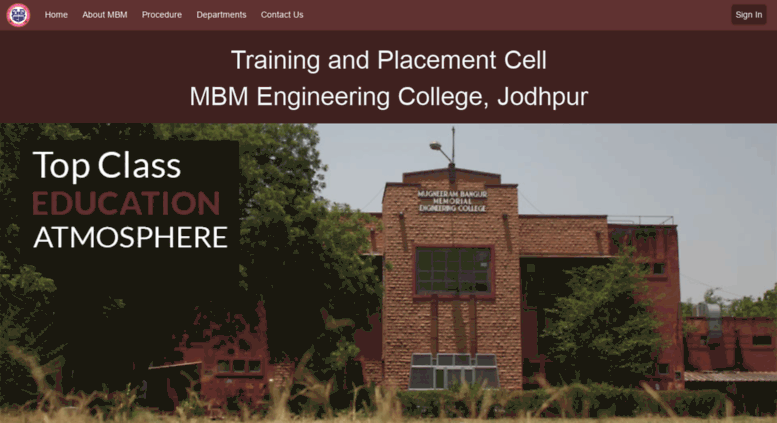 Home About MBM Procedure Departments Contact Us Sign In
Training and Placement Cell
MBM Engineering College, Jodhpur
Top Class
EDUCATION
ATMOSPHERE
MUGNEERAM BANGUR
MEMORIAL
ENGINEERING COLLEGE